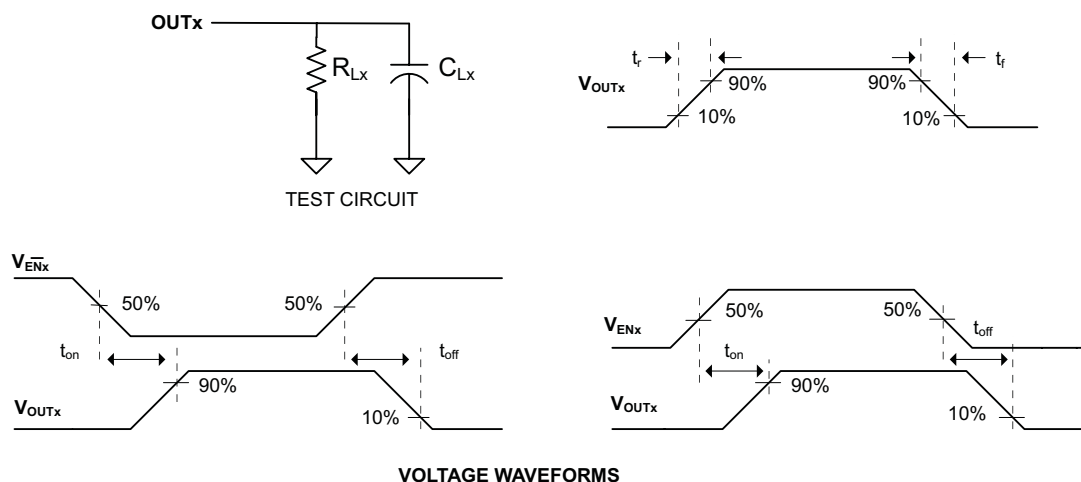 OUTx
RLx
CLx
TEST CIRCUIT
tr
tf
VOUTx
90%
90%
10%
10%
VE̅N̅x
50%
50%
ton
toff
90%
VOUTx
10%
VENx
50%
50%
ton
toff
90%
VOUTx
10%
VOLTAGE WAVEFORMS